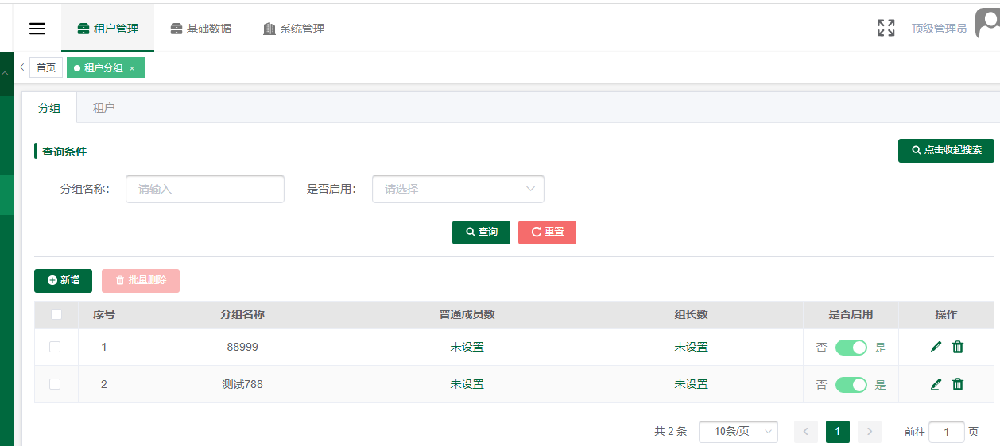 租户管理 基础数据 系统管理 顶级管理员
首页 租户分组 ×
分组 租户
查询条件 点击收起搜索
分组名称: 请输入 是否启用: 请选择
查询 重置
新增 批量删除
序号 分组名称 普通成员数 组长数 是否启用 操作
1 88999 未设置 未设置 否 是
2 测试788 未设置 未设置 否 是
共 2 条 10条/页 1 前往 1 页